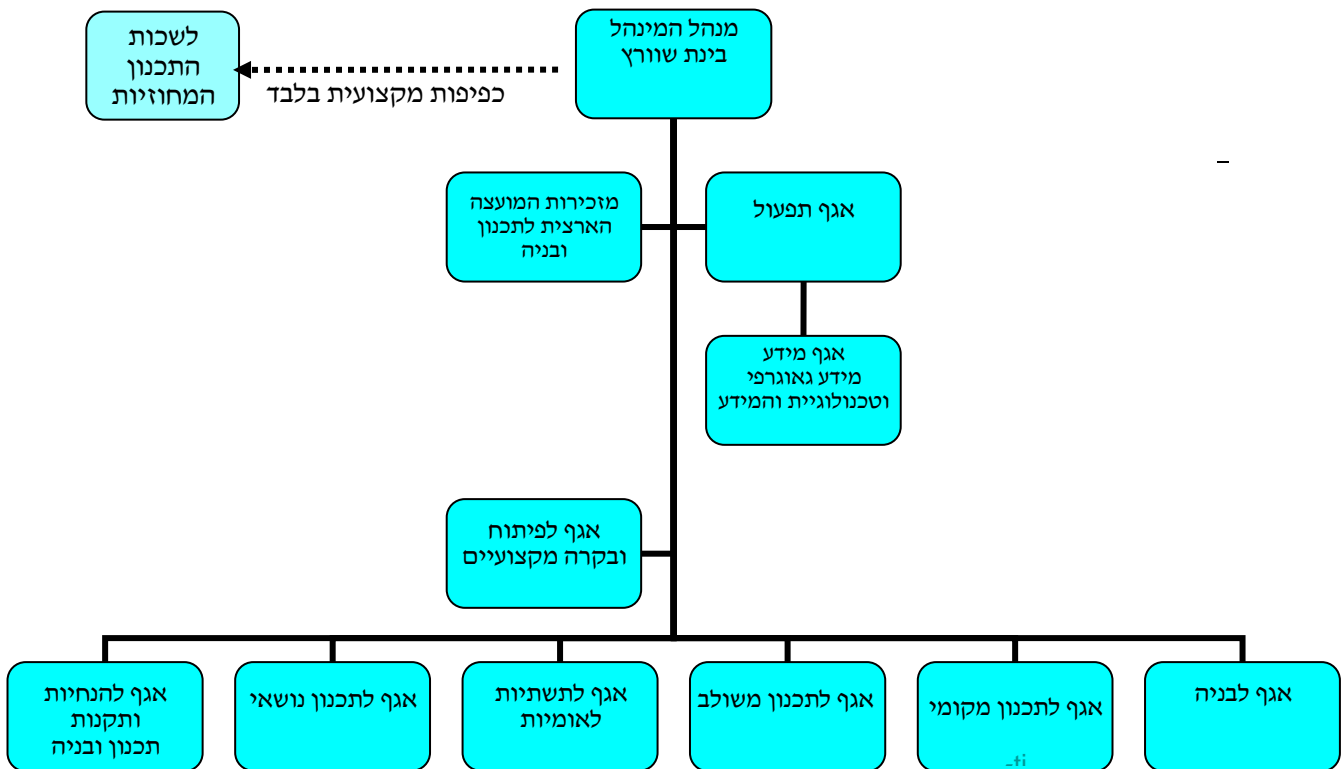 מנהל המינהל
בינת שוורץ
לשכות
התכנון
המחוזיות
כפיפות מקצועית בלבד
אגף תפעול
מזכירות המועצה
הארצית לתכנון
ובניה
אגף מידע
מידע גאוגרפי
וטכנולוגיית והמידע
אגף לפיתוח
ובקרה מקצועיים
אגף לבניה
אגף לתכנון מקומי
אגף לתכנון משולב
אגף לתשתיות
לאומיות
אגף לתכנון נושאי
אגף להנחיות
ותקנות
תכנון ובניה